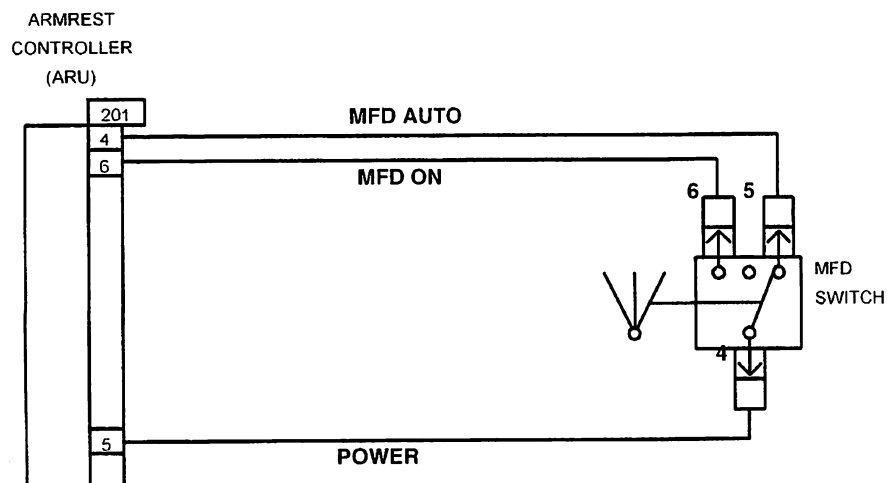 ARMREST
CONTROLLER
(ARU)
201
MFD AUTO
4
6
MFD ON
6 5
MFD
SWITCH
4
5
POWER